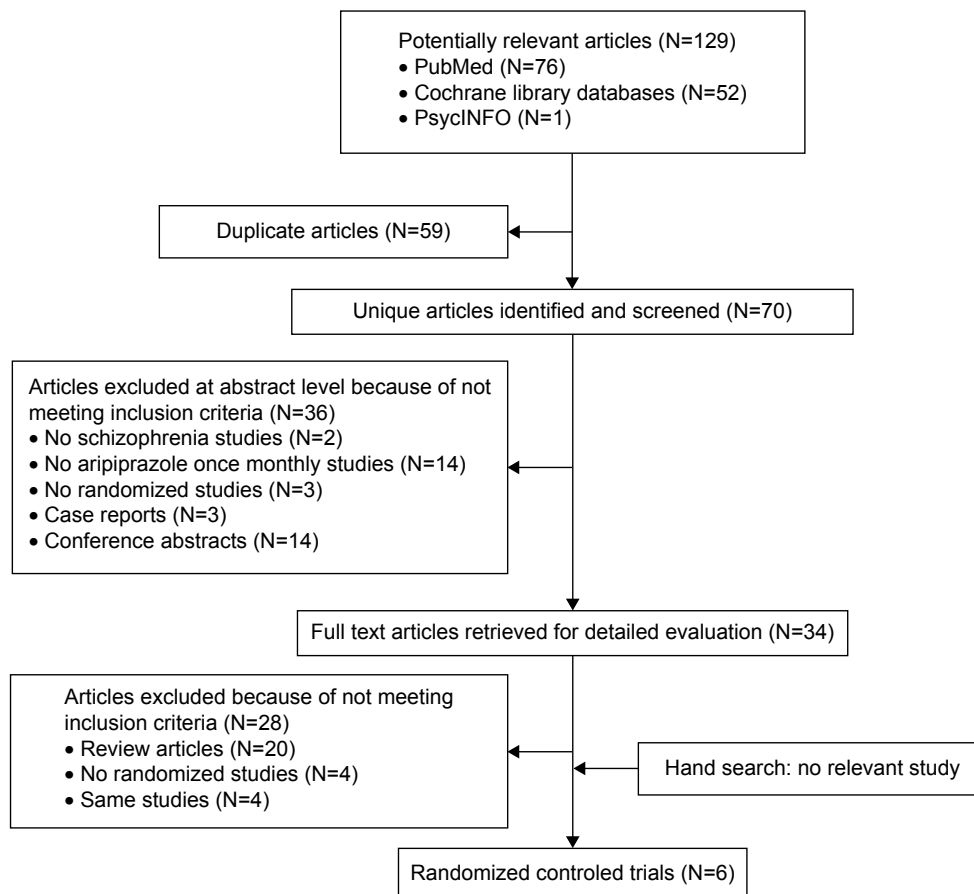 Potentially relevant articles (N=129)
• PubMed (N=76)
• Cochrane library databases (N=52)
• PsycINFO (N=1)
Duplicate articles (N=59)
Unique articles identified and screened (N=70)
Articles excluded at abstract level because of not
meeting inclusion criteria (N=36)
• No schizophrenia studies (N=2)
• No aripiprazole once monthly studies (N=14)
• No randomized studies (N=3)
• Case reports (N=3)
• Conference abstracts (N=14)
Full text articles retrieved for detailed evaluation (N=34)
Articles excluded because of not meeting
inclusion criteria (N=28)
• Review articles (N=20)
• No randomized studies (N=4)
• Same studies (N=4)
Hand search: no relevant study
Randomized controled trials (N=6)